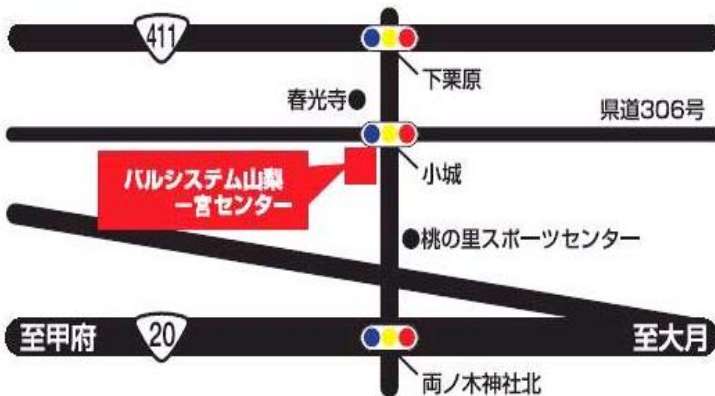 411
下栗原
春光寺
県道306号
パルシステム山梨
一宮センター
小城
桃の里スポーツセンター
至甲府
20
至大月
両ノ木神社北